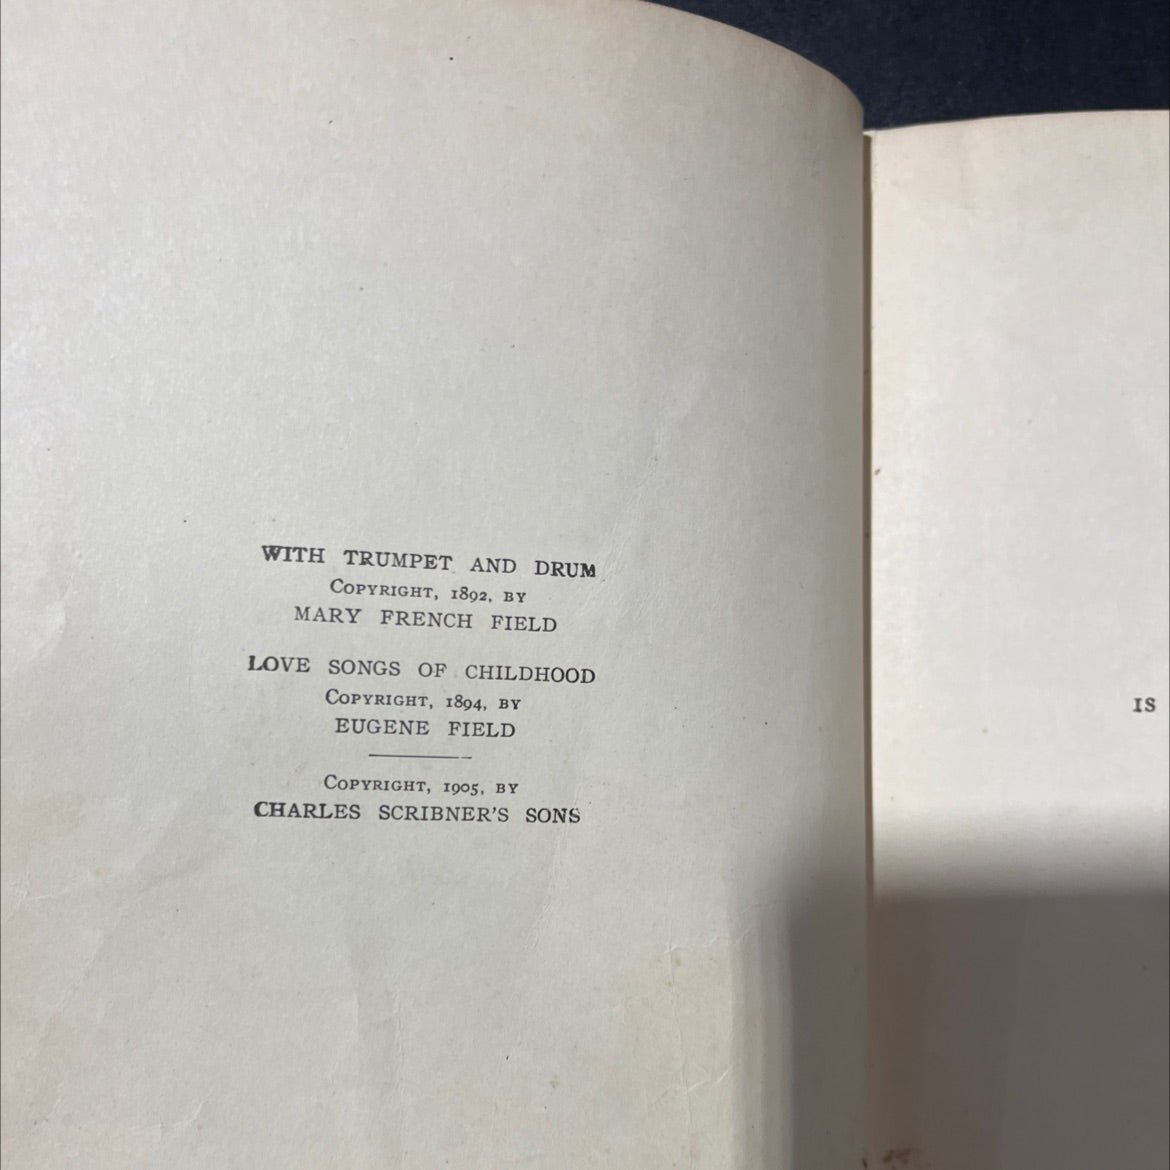 WITH TRUMPET AND DRUM
COPYRIGHT, 1892, BY
MARY FRENCH FIELD
LOVE SONGS OF CHILDHOOD
COPYRIGHT, 1894, BY
EUGENE FIELD
COPYRIGHT, 1905, BY
CHARLES SCRIBNER'S SONS
IS